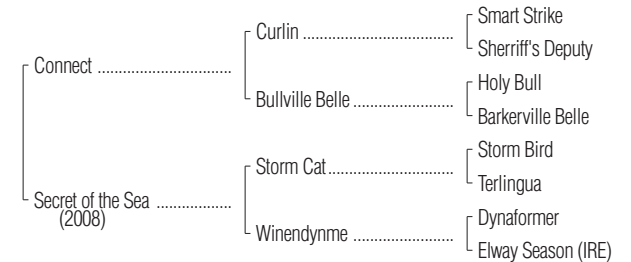 Smart Strike
Curlin ....................................
Sherriff's Deputy
Connect ................................
Holy Bull
Bullville Belle ........................
Barkerville Belle
Storm Bird
Storm Cat..............................
Terlingua
Secret of the Sea ..................
(2008)
Dynaformer
Winendynme ........................
Elway Season (IRE)